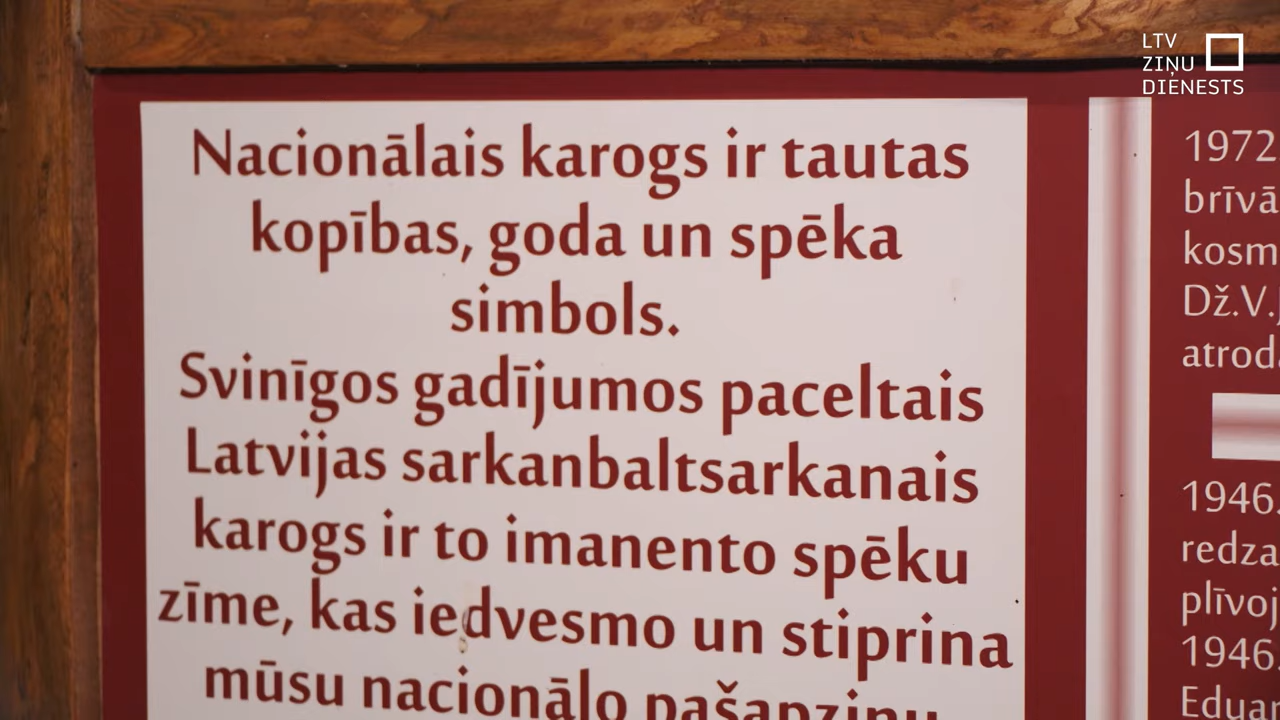 LTV
ZIŅU
DIENESTS
Nacionālais karogs ir tautas
kopības, goda un spēka
simbols.
Svinīgos gadījumos paceltais
Latvijas sarkanbaltsarkanais
karogs ir to imanento spēku
zīme, kas iedvesmo un stiprina
mūsu nacionālo pašapziņu
1972
brīvā
kosm
Dž.V.
atrod
1946.
redza
plīvoj
1946
Eduar